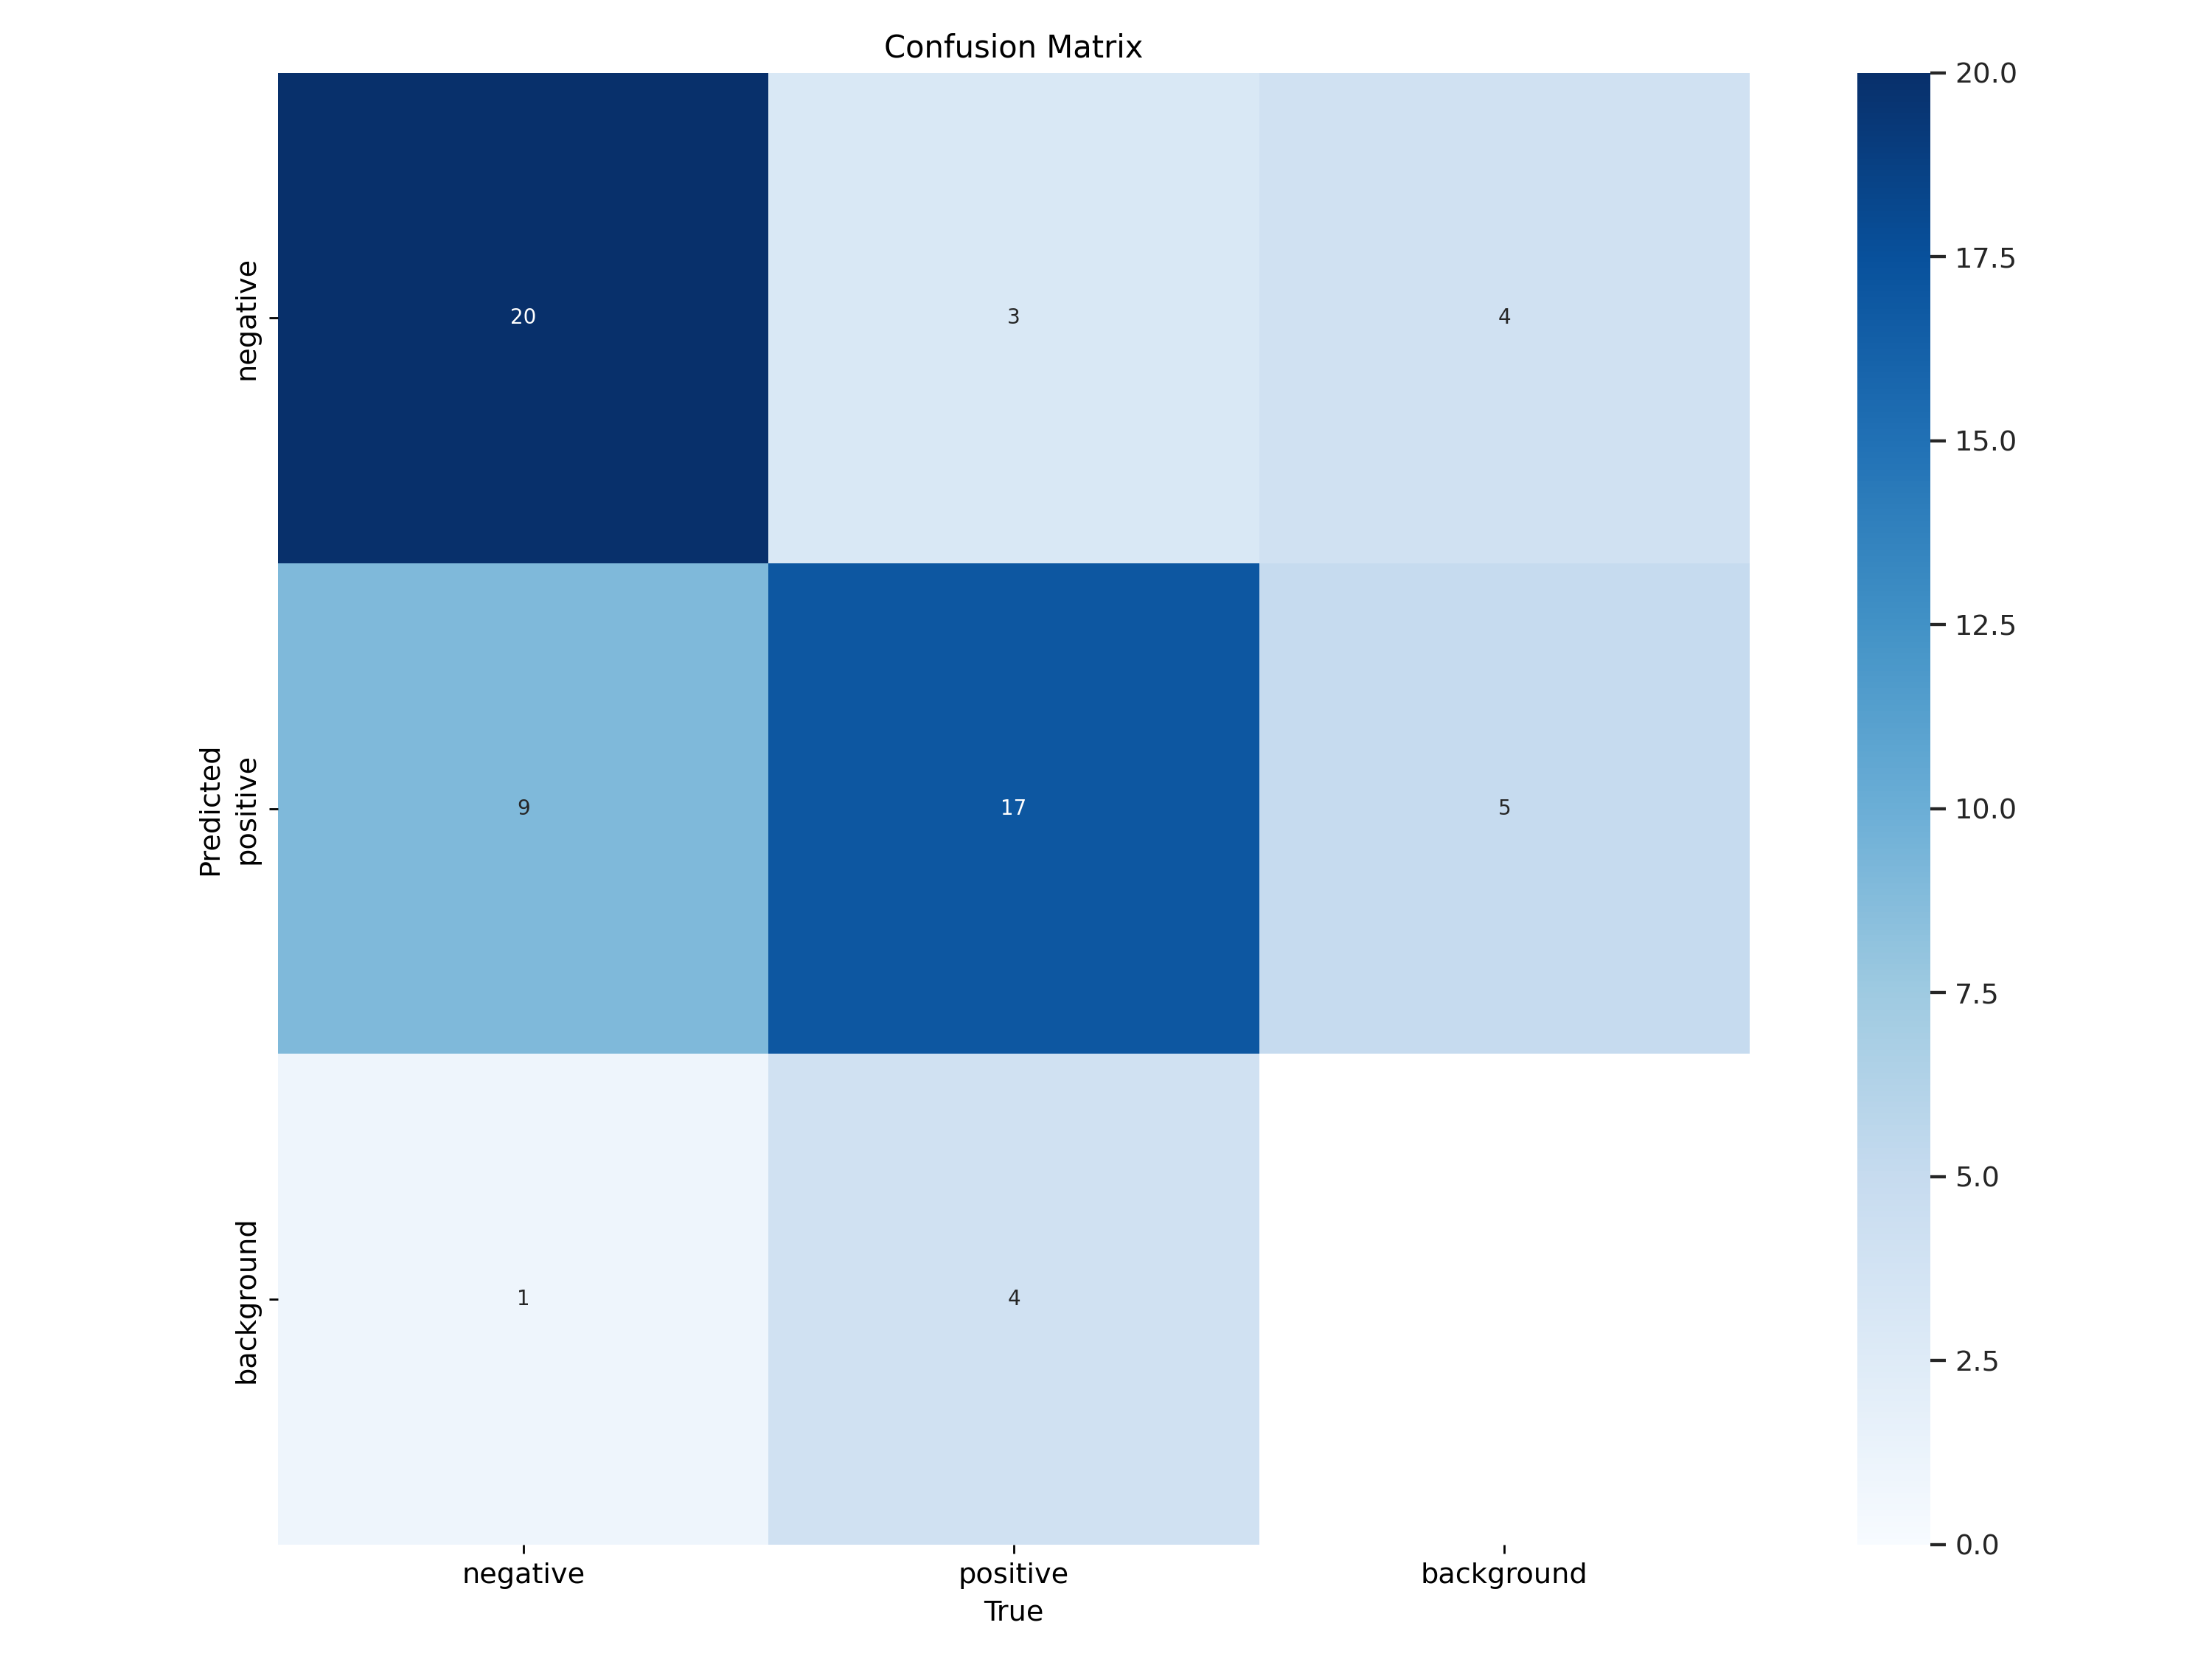 Confusion Matrix
negative
20 3 4
Predicted
positive
9 17 5
background
1 4
negative positive background
True
20.0
17.5
15.0
12.5
10.0
7.5
5.0
2.5
0.0